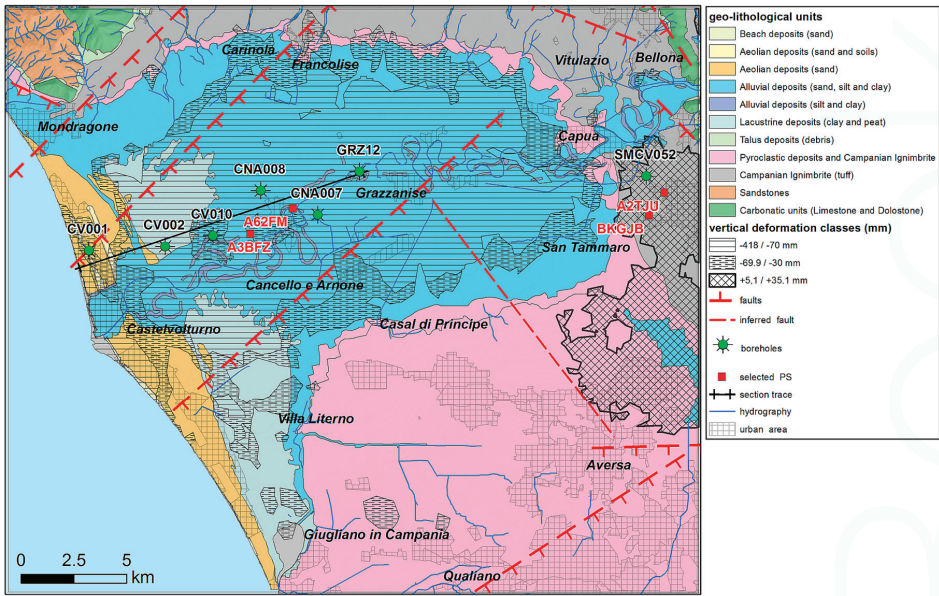 Carinola
Francolise
Vitulazio
Bellona
Mondragone
Capua
GRZ12
SMCV052
CNA008
Grazzanise
CNA007
CV010
A2TJU
CV001
CV002
A62FM
BKGJB
A3BFZ
San Tammaro
Cancello e Arnone
Castelvolturno
Casal di Principe
Villa Literno
Aversa
Giugliano in Campania
Qualiano
0 2.5 5
km
geo-lithological units
Beach deposits (sand)
Aeolian deposits (sand and soils)
Aeolian deposits (sand)
Alluvial deposits (sand, silt and clay)
Alluvial deposits (silt and clay)
Lacustrine deposits (clay and peat)
Talus deposits (debris)
Pyroclastic deposits and Campanian Ignimbrite
Campanian Ignimbrite (tuff)
Sandstones
Carbonatic units (Limestone and Dolostone)
vertical deformation classes (mm)
-418 / -70 mm
-69.9 / -30 mm
+5,1 / +35.1 mm
faults
inferred fault
boreholes
selected PS
section trace
hydrography
urban area